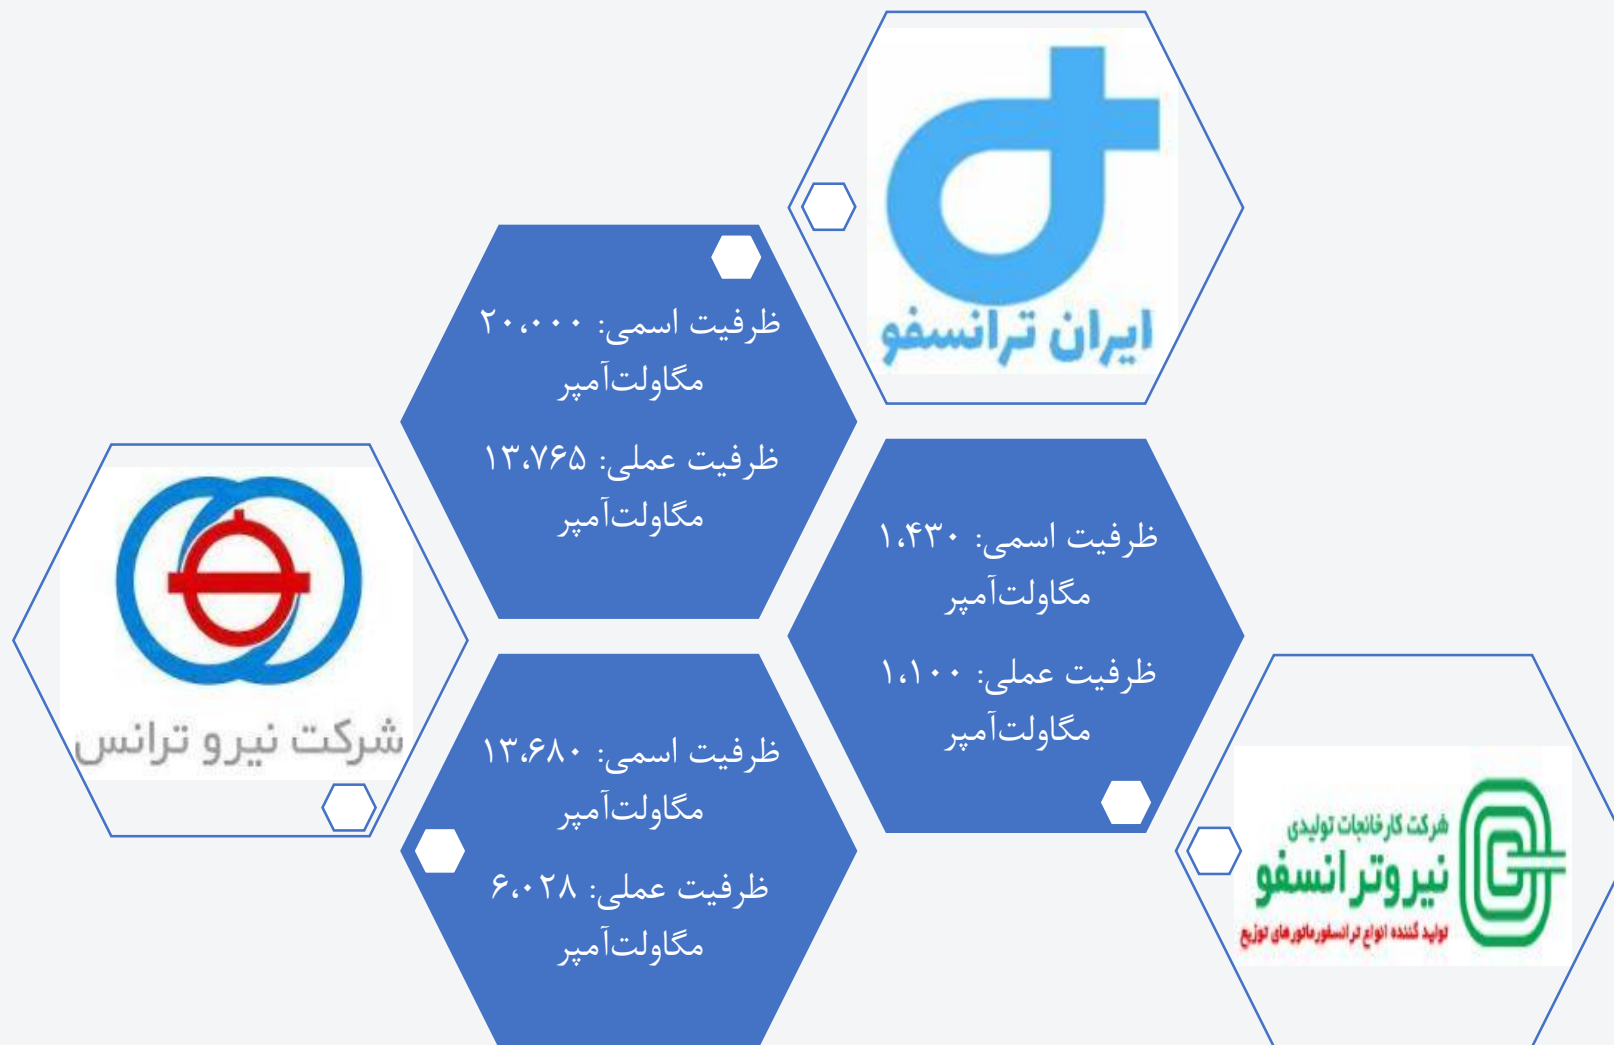 ایران ترانسفو
ظرفیت اسمی: ۲۰،۰۰۰
مگاولت‌آمپر
ظرفیت عملی: ۱۳،۷۶۵
مگاولت‌آمپر
ظرفیت اسمی: ۱،۴۳۰
مگاولت‌آمپر
ظرفیت عملی: ۱،۱۰۰
مگاولت‌آمپر
شرکت نیرو ترانس
ظرفیت اسمی: ۱۳،۶۸۰
مگاولت‌آمپر
ظرفیت عملی: ۶،۰۲۸
مگاولت‌آمپر
شرکت کارخانجات تولیدی
نیروترانسفو
تولید کننده انواع ترانسفورماتورهای توزیع